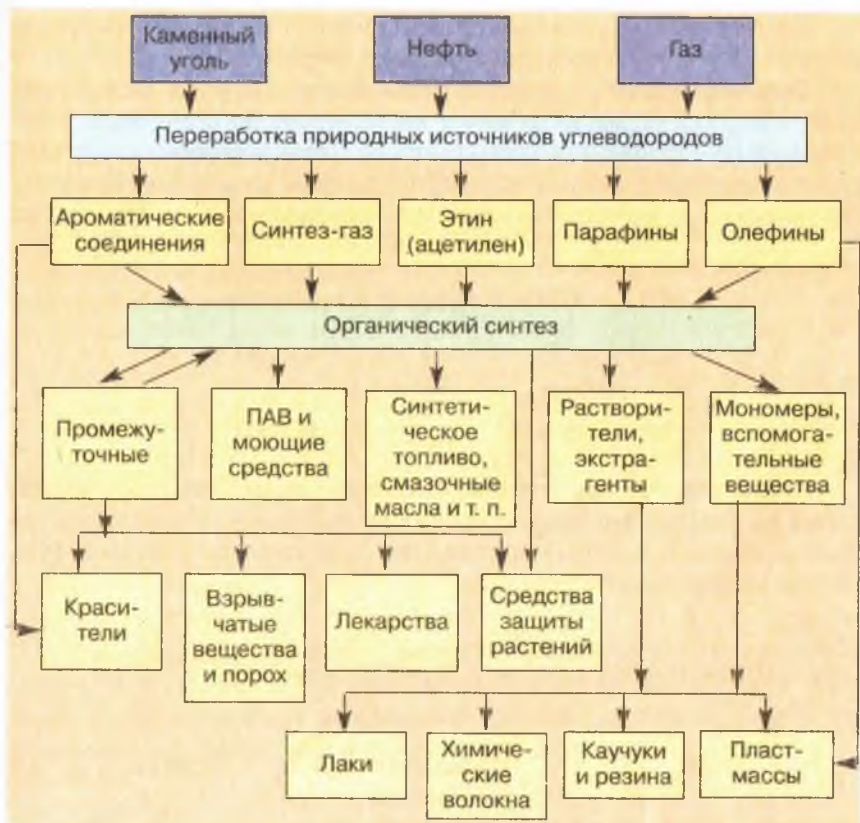 Каменный
уголь
Нефть
Газ
Переработка природных источников углеводородов
Ароматические
соединения
Синтез-газ
Этин
(ацетилен)
Парафины
Олефины
Органический синтез
Промежу-
точные
ПАВ и
моющие
средства
Синтети-
ческое
топливо,
смазочные
масла и т. п.
Растворі-
тели,
экстра-
генты
Мономеры,
вспомога-
тельные
вещества
Краси-
тели
Взрыв-
чатые
вещества
и порох
Лекарства
Средства
защиты
растений
Лаки
Химиче-
ские
волокна
Каучуки
и резина
Пласт-
массы